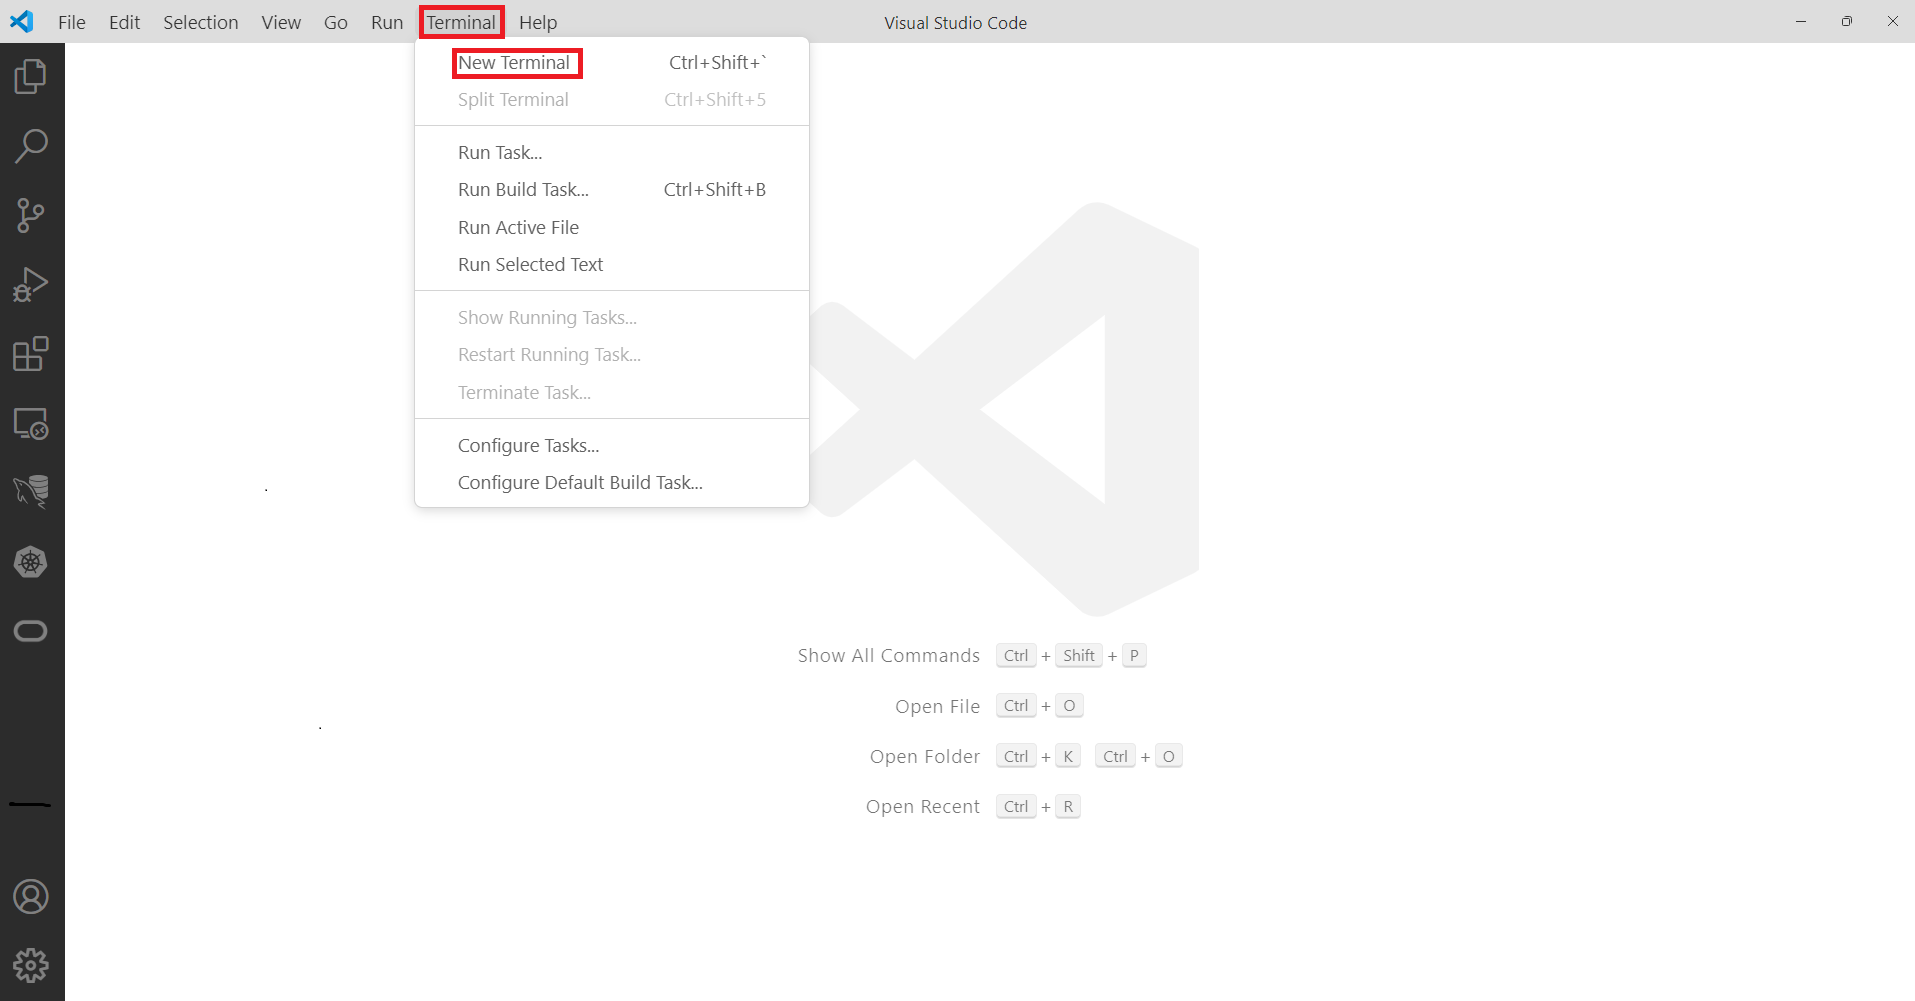 File Edit Selection View Go Run Terminal Help Visual Studio Code
New Terminal Ctrl+Shift+`
Split Terminal Ctrl+Shift+5
Run Task...
Run Build Task... Ctrl+Shift+B
Run Active File
Run Selected Text
Show Running Tasks...
Restart Running Task...
Terminate Task...
Configure Tasks...
Configure Default Build Task...
Show All Commands Ctrl + Shift + P
Open File Ctrl + O
Open Folder Ctrl + K Ctrl + O
Open Recent Ctrl + R